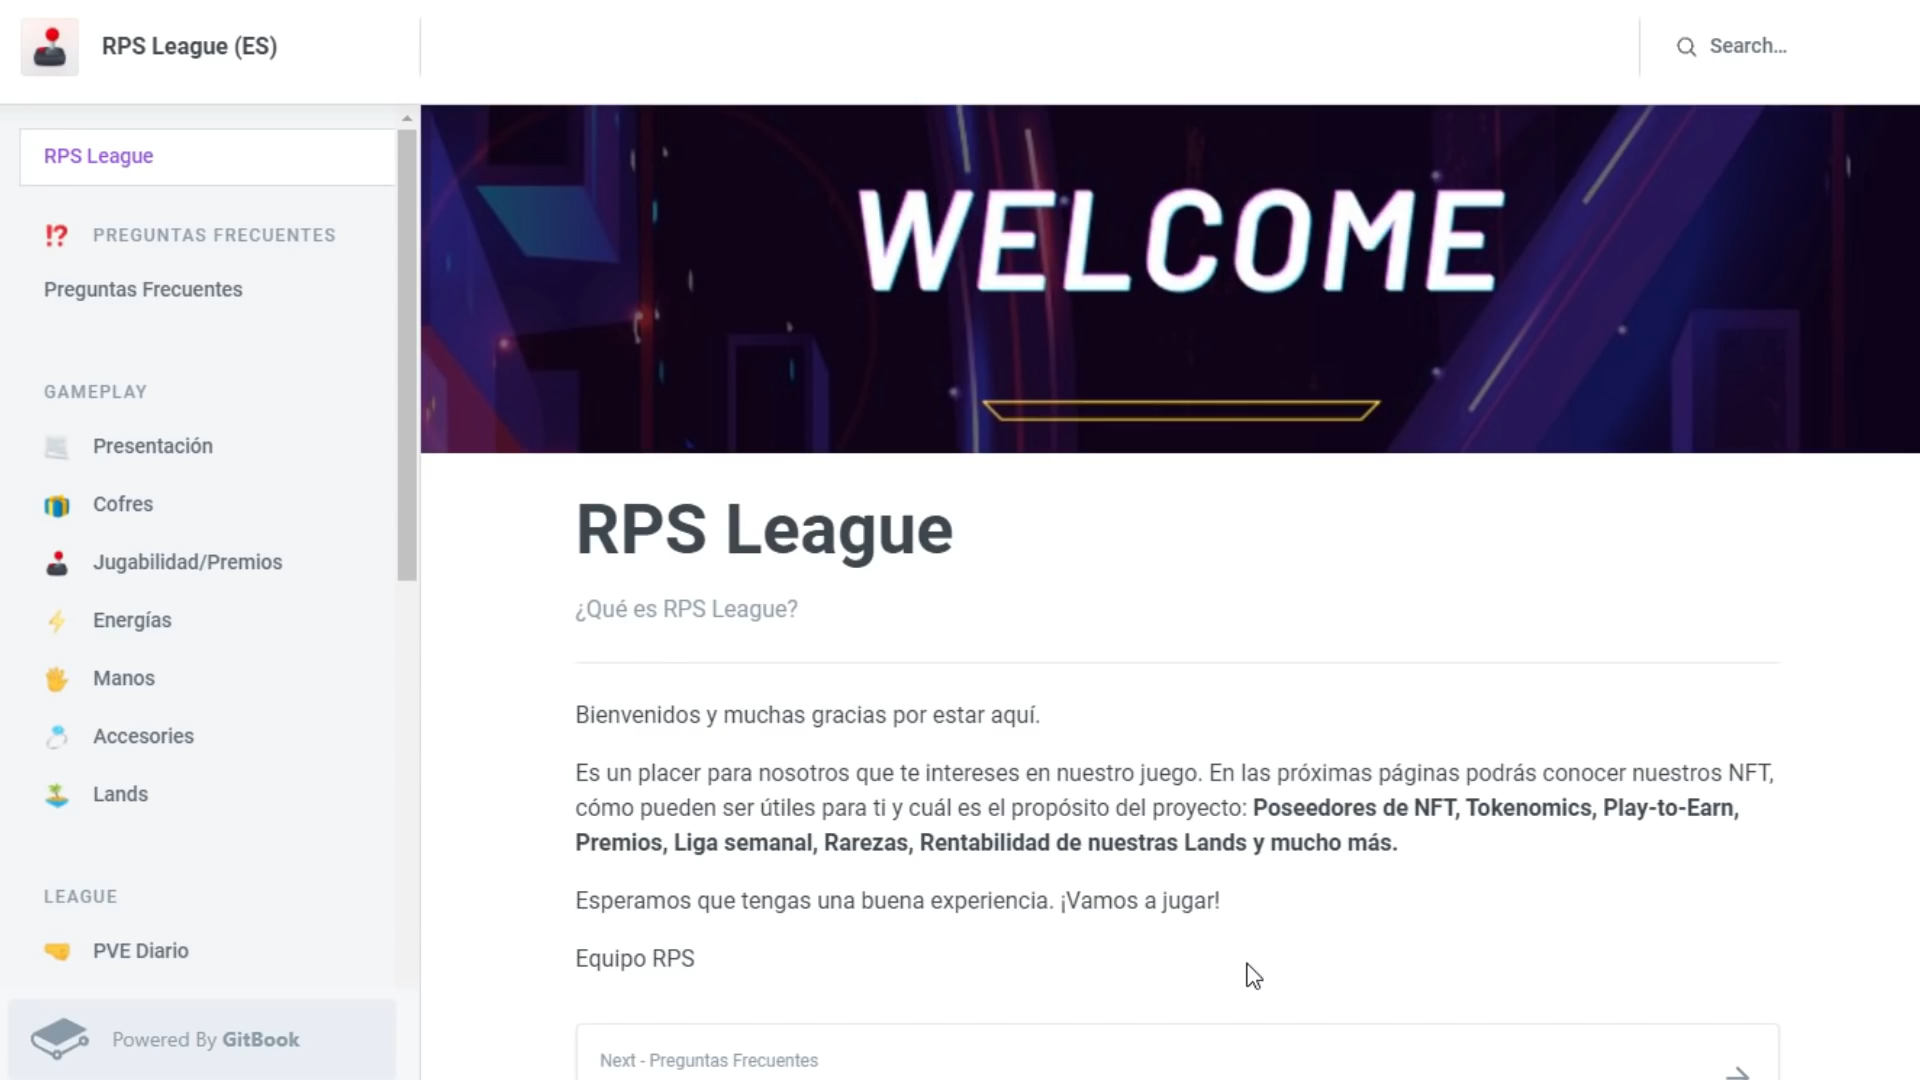 RPS League (ES)
Search...
RPS League
PREGUNTAS FRECUENTES
Preguntas Frecuentes
GAMEPLAY
Presentación
Cofres
Jugabilidad/Premios
Energías
Manos
Accesories
Lands
LEAGUE
PVE Diario
Powered By GitBook
WELCOME
RPS League
¿Qué es RPS League?
Bienvenidos y muchas gracias por estar aquí.
Es un placer para nosotros que te intereses en nuestro juego. En las próximas páginas podrás conocer nuestros NFT,
cómo pueden ser útiles para ti y cuál es el propósito del proyecto: Poseedores de NFT, Tokenomics, Play-to-Earn,
Premios, Liga semanal, Rarezas, Rentabilidad de nuestras Lands y mucho más.
Esperamos que tengas una buena experiencia. ¡Vamos a jugar!
Equipo RPS
Next - Preguntas Frecuentes